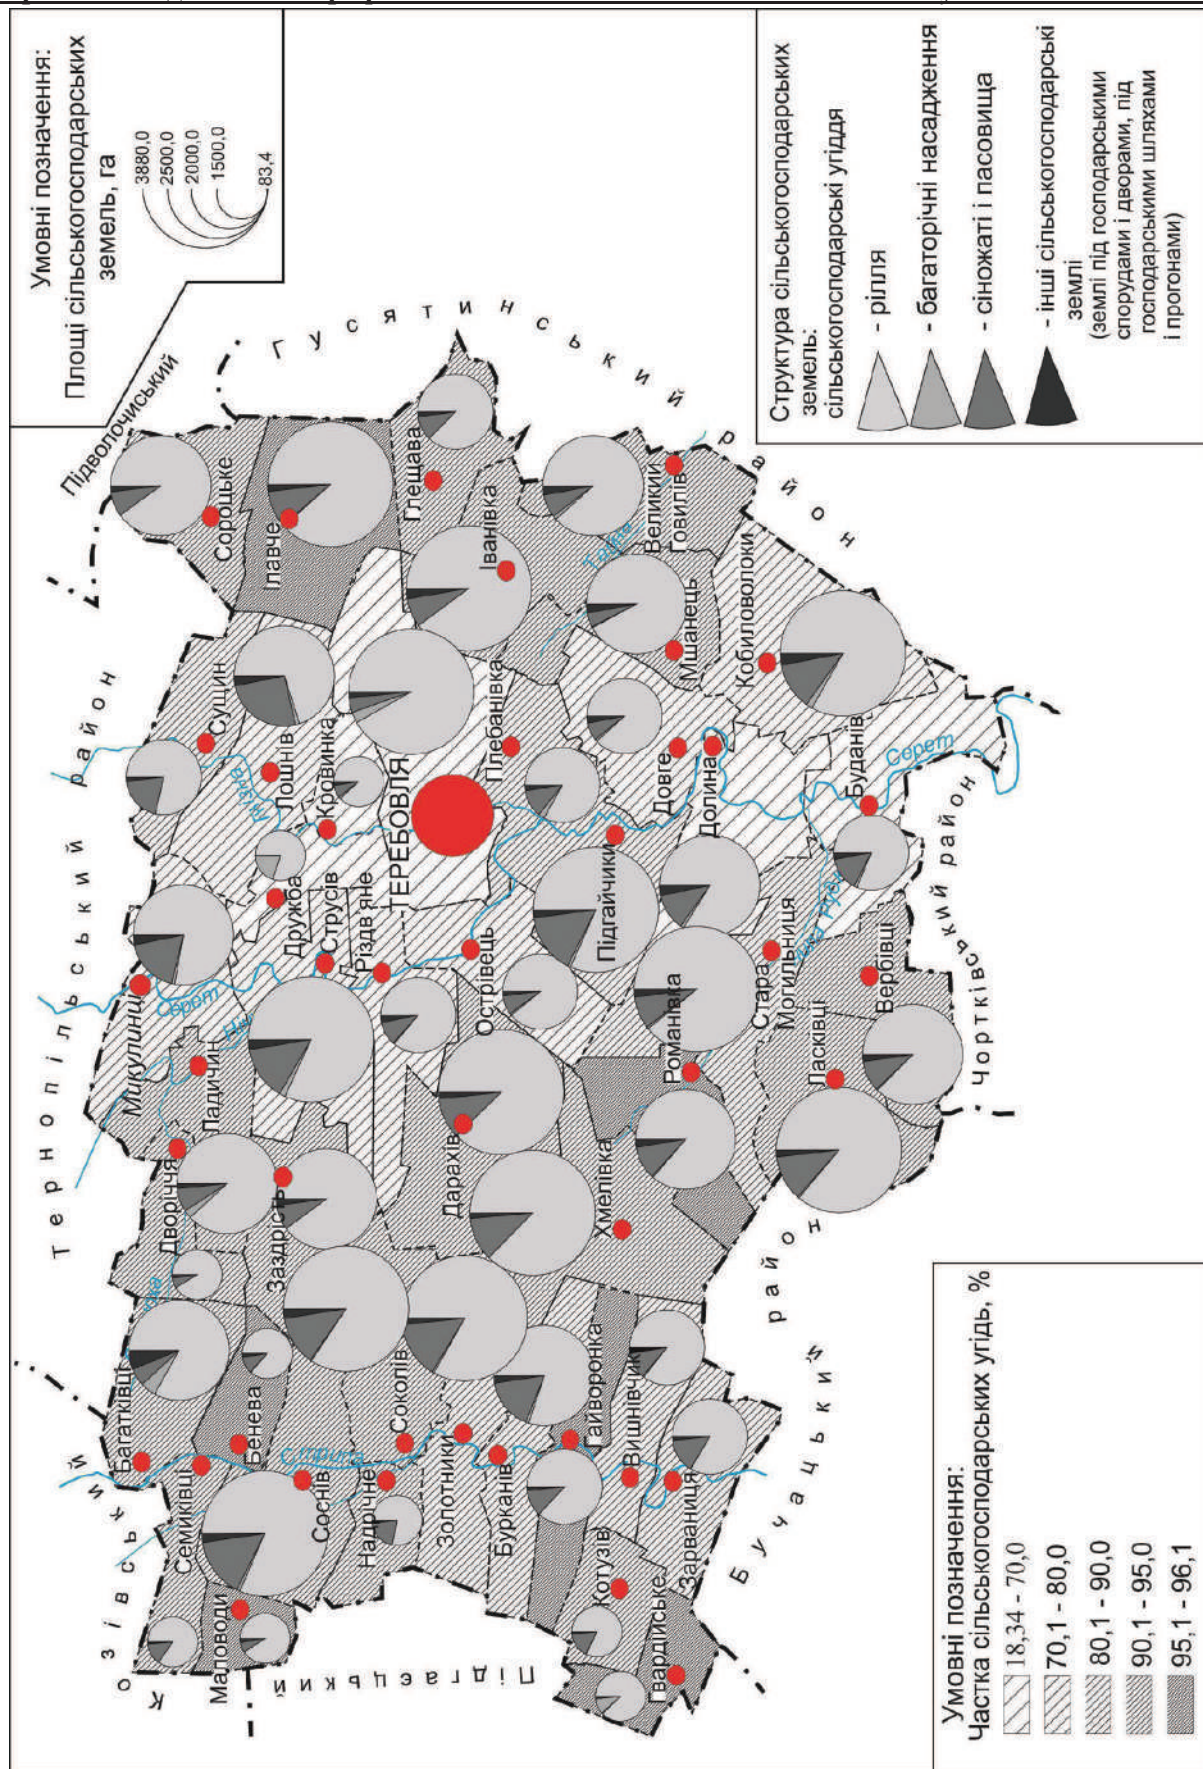 Умовні позначення:
Площі сільськогосподарських
земель, га
3880,0
2500,0
2000,0
1500,0
83,4
Структура сільськогосподарських
земель:
сільськогосподарські угіддя
- рілля
- багаторічні насадження
- сіножаті і пасовища
- інші сільськогосподарські
землі
(землі під господарськими
спорудами і дворами, під
господарськими шляхами
і прогонами)
Умовні позначення:
Частка сільськогосподарських угідь, %
18,34 - 70,0
70,1 - 80,0
80,1 - 90,0
90,1 - 95,0
95,1 - 96,1
Козівський
Тернопільський район
Підволочиський
Гусятинський район
Чортківський район
Бучацький район
Підгаєцький
Багатківці
Семиківці
Бенева
Маловоди
Соснів
Надрічне
Соколів
Золотники
Бурканів
Гайворонка
Вишнівчик
Зарваниця
Котузів
Гвардійське
Стрипа
Дворіччя
Ладичин
Заздрість
Дарахів
Хмелівка
Микулинці
Серет
Дружба
Струсів
Різдв'яне
Острівець
Підгайчики
Романівка
Стара
Могильниця
Ласківці
Вербівці
Сущин
Лошнів
Кровинка
ТЕРЕБОВЛЯ
Плебанівка
Довге
Долина
Буданів
Серет
Сороцьке
Ілавче
Глещава
Іванівка
Великий
Говилів
Мшанець
Кобиловолоки
Тайна